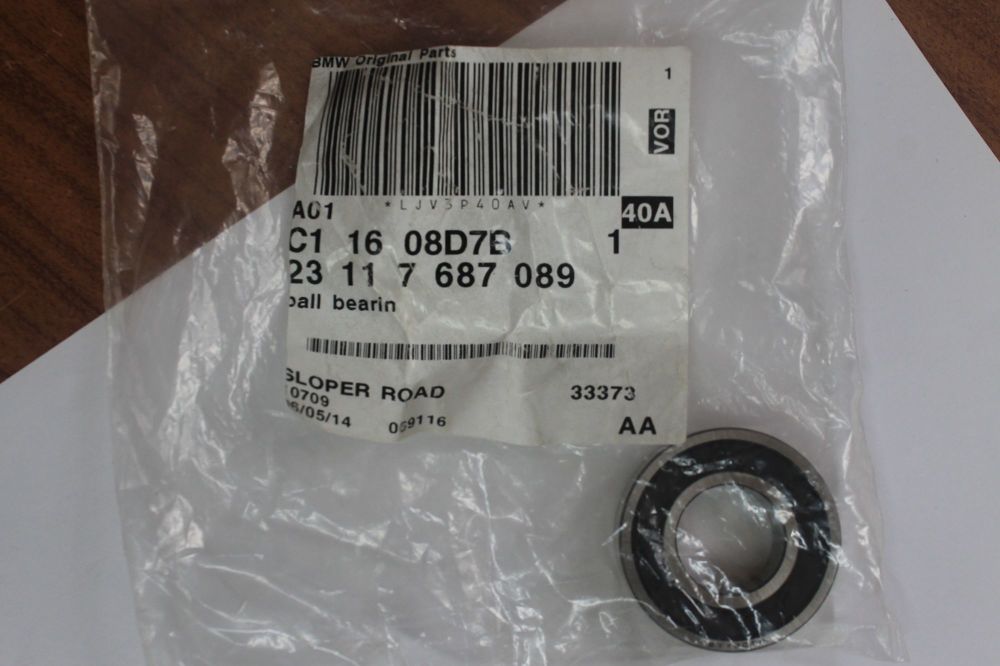 BMW Original Parts
1
VOR
*LJV3P40AV*
A01
40A
C1 16 08D7B 1
23 11 7 687 089
ball bearin
SLOPER ROAD 33373
0709
06/05/14 059116
AA